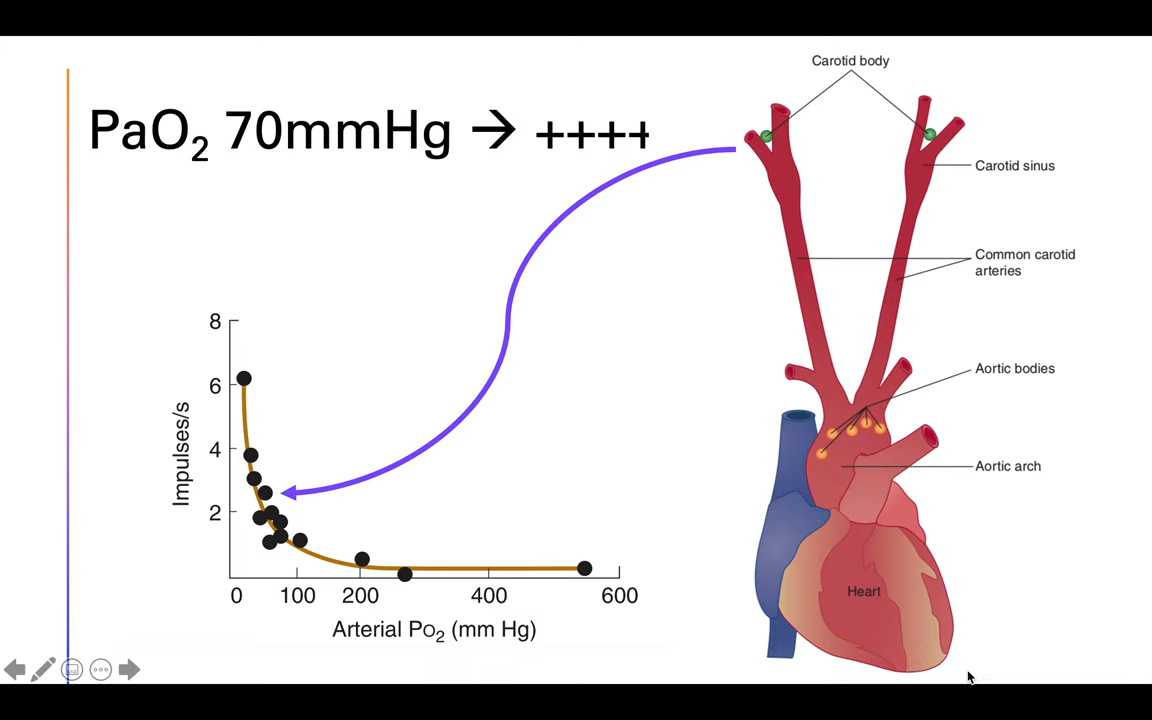 PaO₂ 70mmHg → ++++
Carotid body
Carotid sinus
Common carotid
arteries
Aortic bodies
Aortic arch
Heart
8
6
4
2
Impulses/s
0 100 200 400 600
Arterial PO₂ (mm Hg)